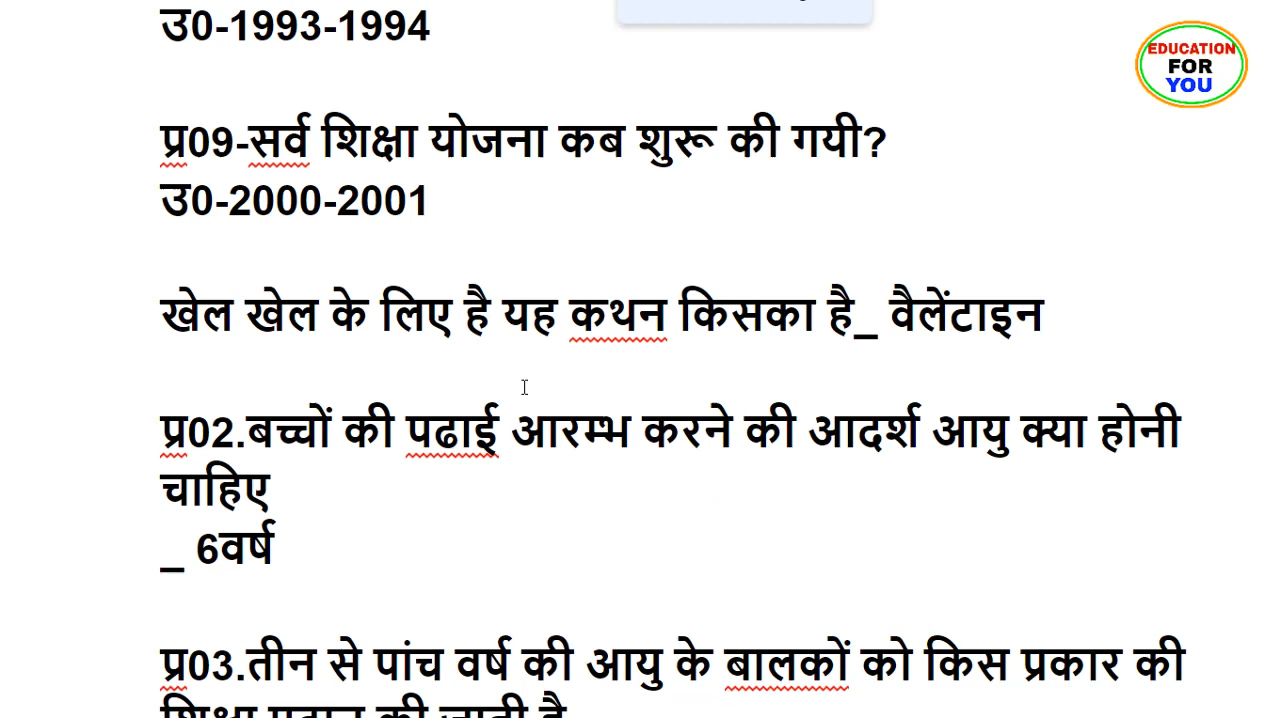 उ0-1993-1994
EDUCATION
FOR
YOU
प्र09-सर्व शिक्षा योजना कब शुरू की गयी?
उ0-2000-2001
खेल खेल के लिए है यह कथन किसका है_ वैलेंटाइन
प्र02.बच्चों की पढाई आरम्भ करने की आदर्श आयु क्या होनी
चाहिए
_ 6वर्ष
प्र03.तीन से पांच वर्ष की आयु के बालकों को किस प्रकार की
शिक्षा प्रदान की जाती है